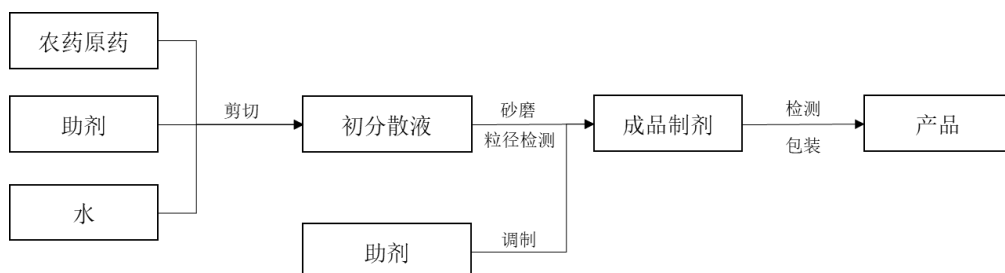 农药原药
助剂
水
剪切
初分散液
砂磨
粒径检测
助剂
调制
成品制剂
检测
包装
产品